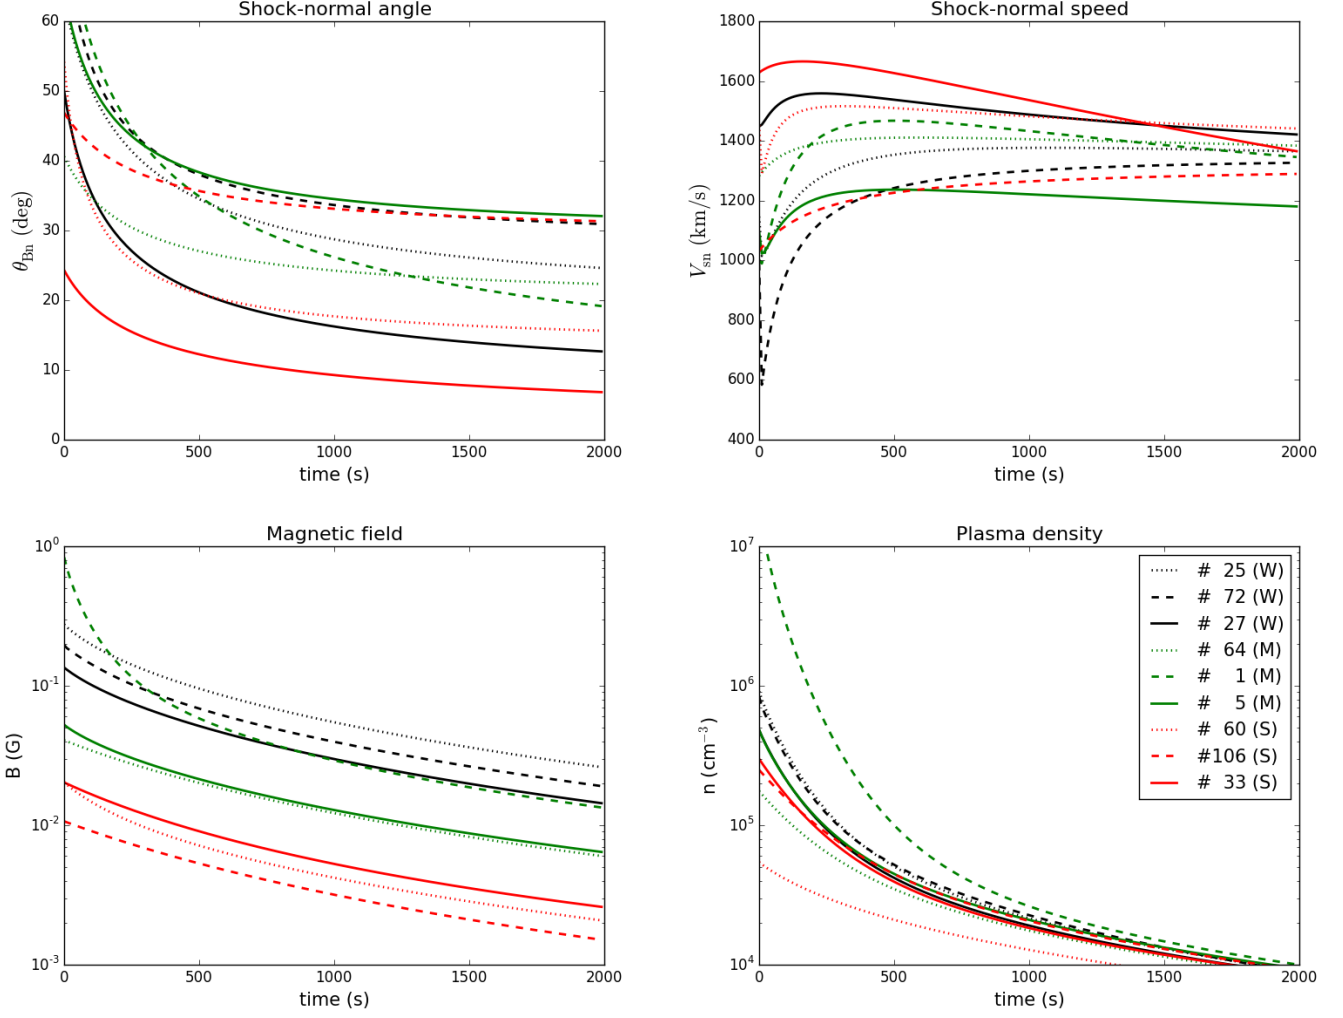 Shock-normal angle
60
50
40
30
20
10
0
θBn (deg)
0 500 1000 1500 2000
time (s)
Shock-normal speed
1800
1600
1400
1200
1000
800
600
400
Vsn (km/s)
0 500 1000 1500 2000
time (s)
Magnetic field
10^0
10^-1
10^-2
10^-3
B (G)
0 500 1000 1500 2000
time (s)
Plasma density
10^7
10^6
10^5
10^4
n (cm^-3)
0 500 1000 1500 2000
time (s)
# 25 (W)
# 72 (W)
# 27 (W)
# 64 (M)
# 1 (M)
# 5 (M)
# 60 (S)
#106 (S)
# 33 (S)